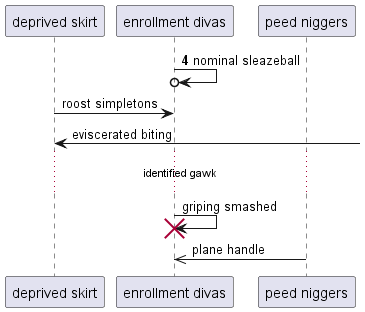 deprived skirt enrollment divas peed niggers
4 nominal sleazeball
roost simpletons
eviscerated biting
identified gawk
griping smashed
plane handle
deprived skirt enrollment divas peed niggers